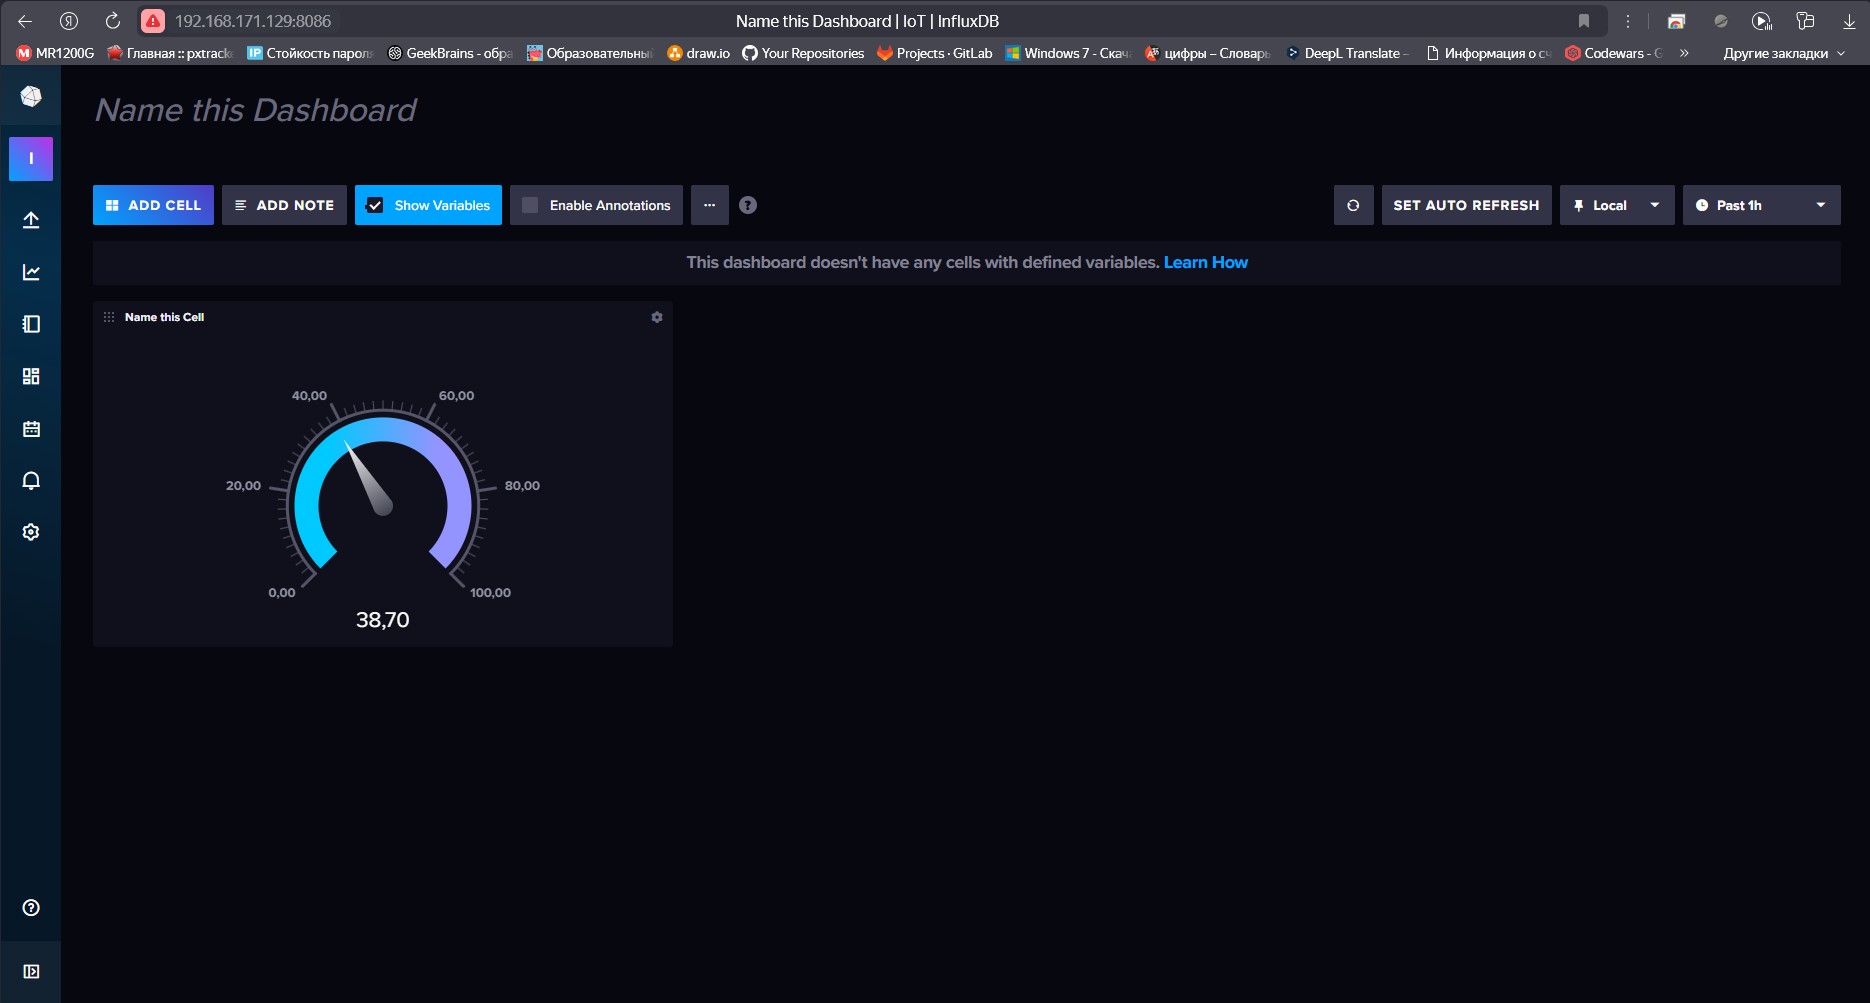 192.168.171.129:8086
Name this Dashboard | IoT | InfluxDB
MR1200G
Главная :: pxtrack
IP Стойкость пароль
GeekBrains - обра
Образовательный
draw.io
Your Repositories
Projects · GitLab
Windows 7 - Скач
цифры – Словарь
DeepL Translate –
Информация о сч
Codewars - G
»
Другие закладки
Name this Dashboard
I
ADD CELL
ADD NOTE
Show Variables
Enable Annotations
...
?
SET AUTO REFRESH
Local
Past 1h
This dashboard doesn't have any cells with defined variables. Learn How
Name this Cell
40,00
60,00
20,00
80,00
0,00
100,00
38,70